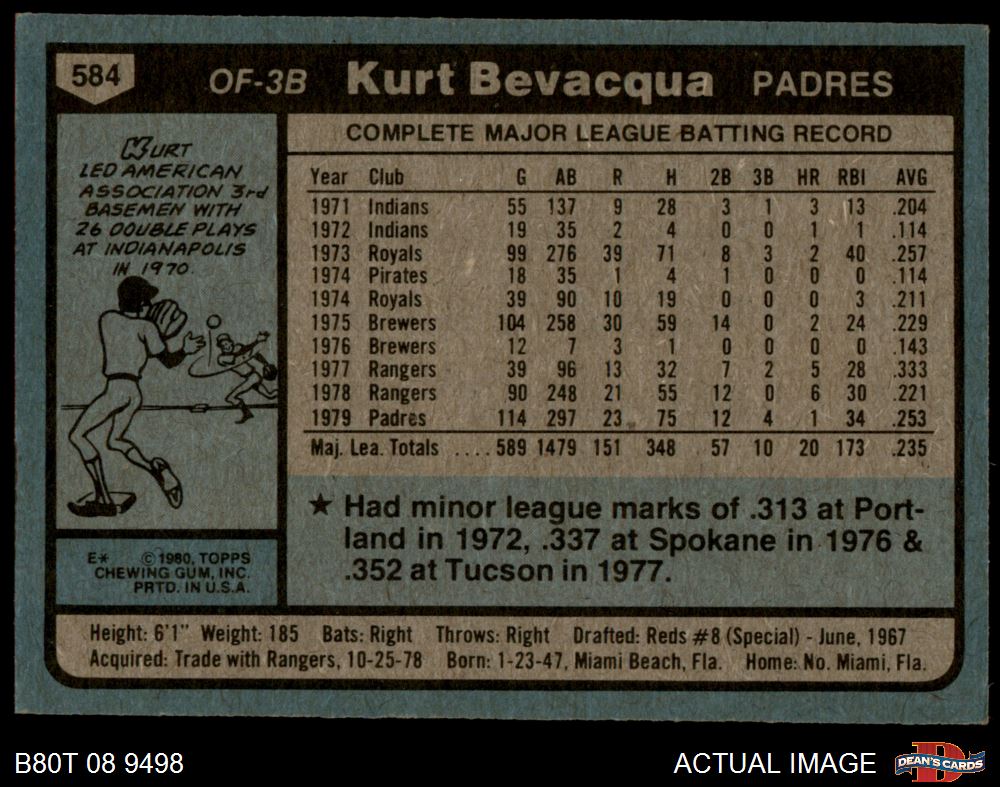 584 OF-3B Kurt Bevacqua PADRES
KURT
LED AMERICAN
ASSOCIATION 3rd
BASEMEN WITH
26 DOUBLE PLAYS
AT INDIANAPOLIS
IN 1970.
COMPLETE MAJOR LEAGUE BATTING RECORD
Year Club G AB R H 2B 3B HR RBI AVG
1971 Indians 55 137 9 28 3 1 3 13 .204
1972 Indians 19 35 2 4 0 0 1 1 .114
1973 Royals 99 276 39 71 8 3 2 40 .257
1974 Pirates 18 35 1 4 1 0 0 0 .114
1974 Royals 39 90 10 19 0 0 0 3 .211
1975 Brewers 104 258 30 59 14 0 2 24 .229
1976 Brewers 12 7 3 1 0 0 0 0 .143
1977 Rangers 39 96 13 32 7 2 5 28 .333
1978 Rangers 90 248 21 55 12 0 6 30 .221
1979 Padres 114 297 23 75 12 4 1 34 .253
Maj. Lea. Totals .... 589 1479 151 348 57 10 20 173 .235
★ Had minor league marks of .313 at Port-
land in 1972, .337 at Spokane in 1976 &
.352 at Tucson in 1977.
E* © 1980, TOPPS
CHEWING GUM, INC.
PRTD. IN U.S.A.
Height: 6'1" Weight: 185 Bats: Right Throws: Right Drafted: Reds #8 (Special) - June, 1967
Acquired: Trade with Rangers, 10-25-78 Born: 1-23-47, Miami Beach, Fla. Home: No. Miami, Fla.
B80T 08 9498 ACTUAL IMAGE DEAN'S CARDS